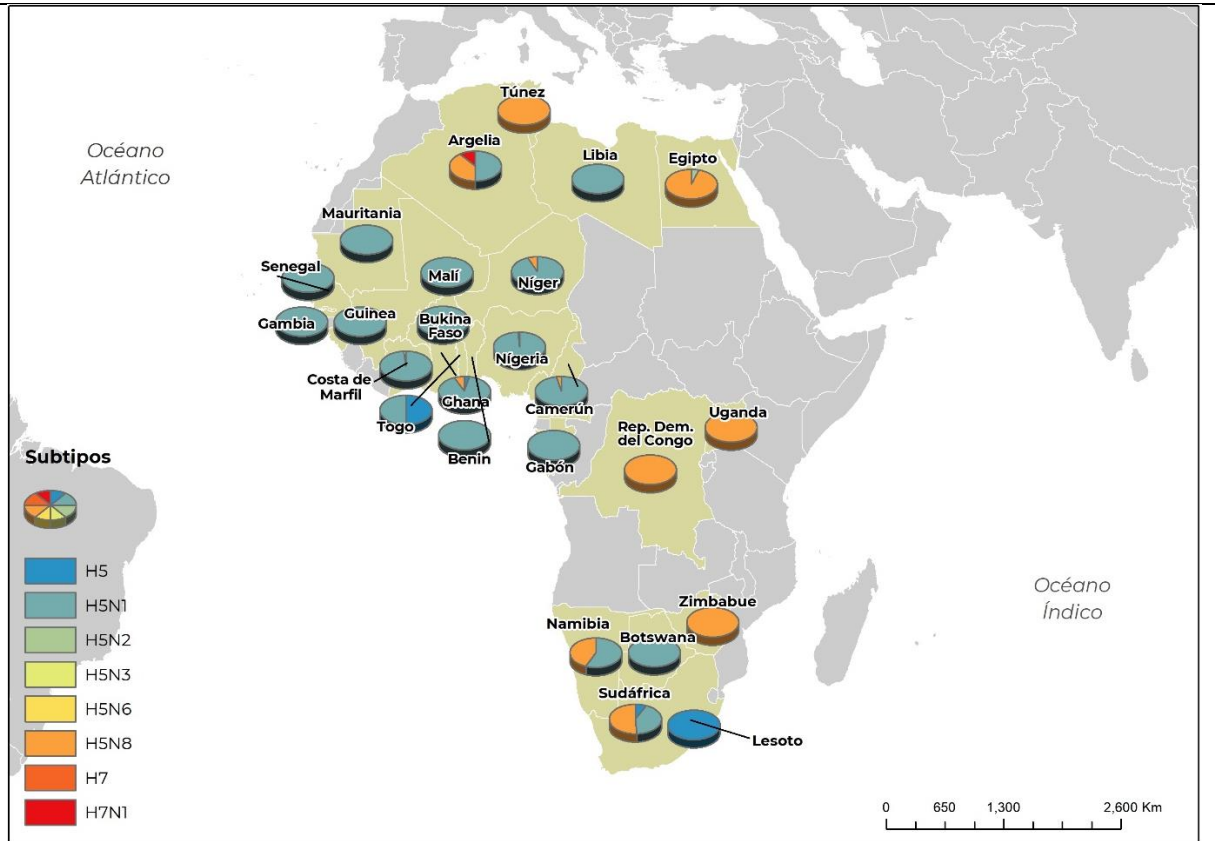 Océano
Atlántico
Túnez
Argelia
Libia
Egipto
Mauritania
Senegal
Malí
Níger
Gambia
Guinea
Bukina
Faso
Nígeria
Costa de
Marfil
Ghana
Camerún
Togo
Benin
Gabón
Rep. Dem.
del Congo
Uganda
Zimbabue
Namibia
Botswana
Sudáfrica
Lesoto
Océano
Índico
Subtipos
H5
H5N1
H5N2
H5N3
H5N6
H5N8
H7
H7N1
0 650 1,300 2,600 Km